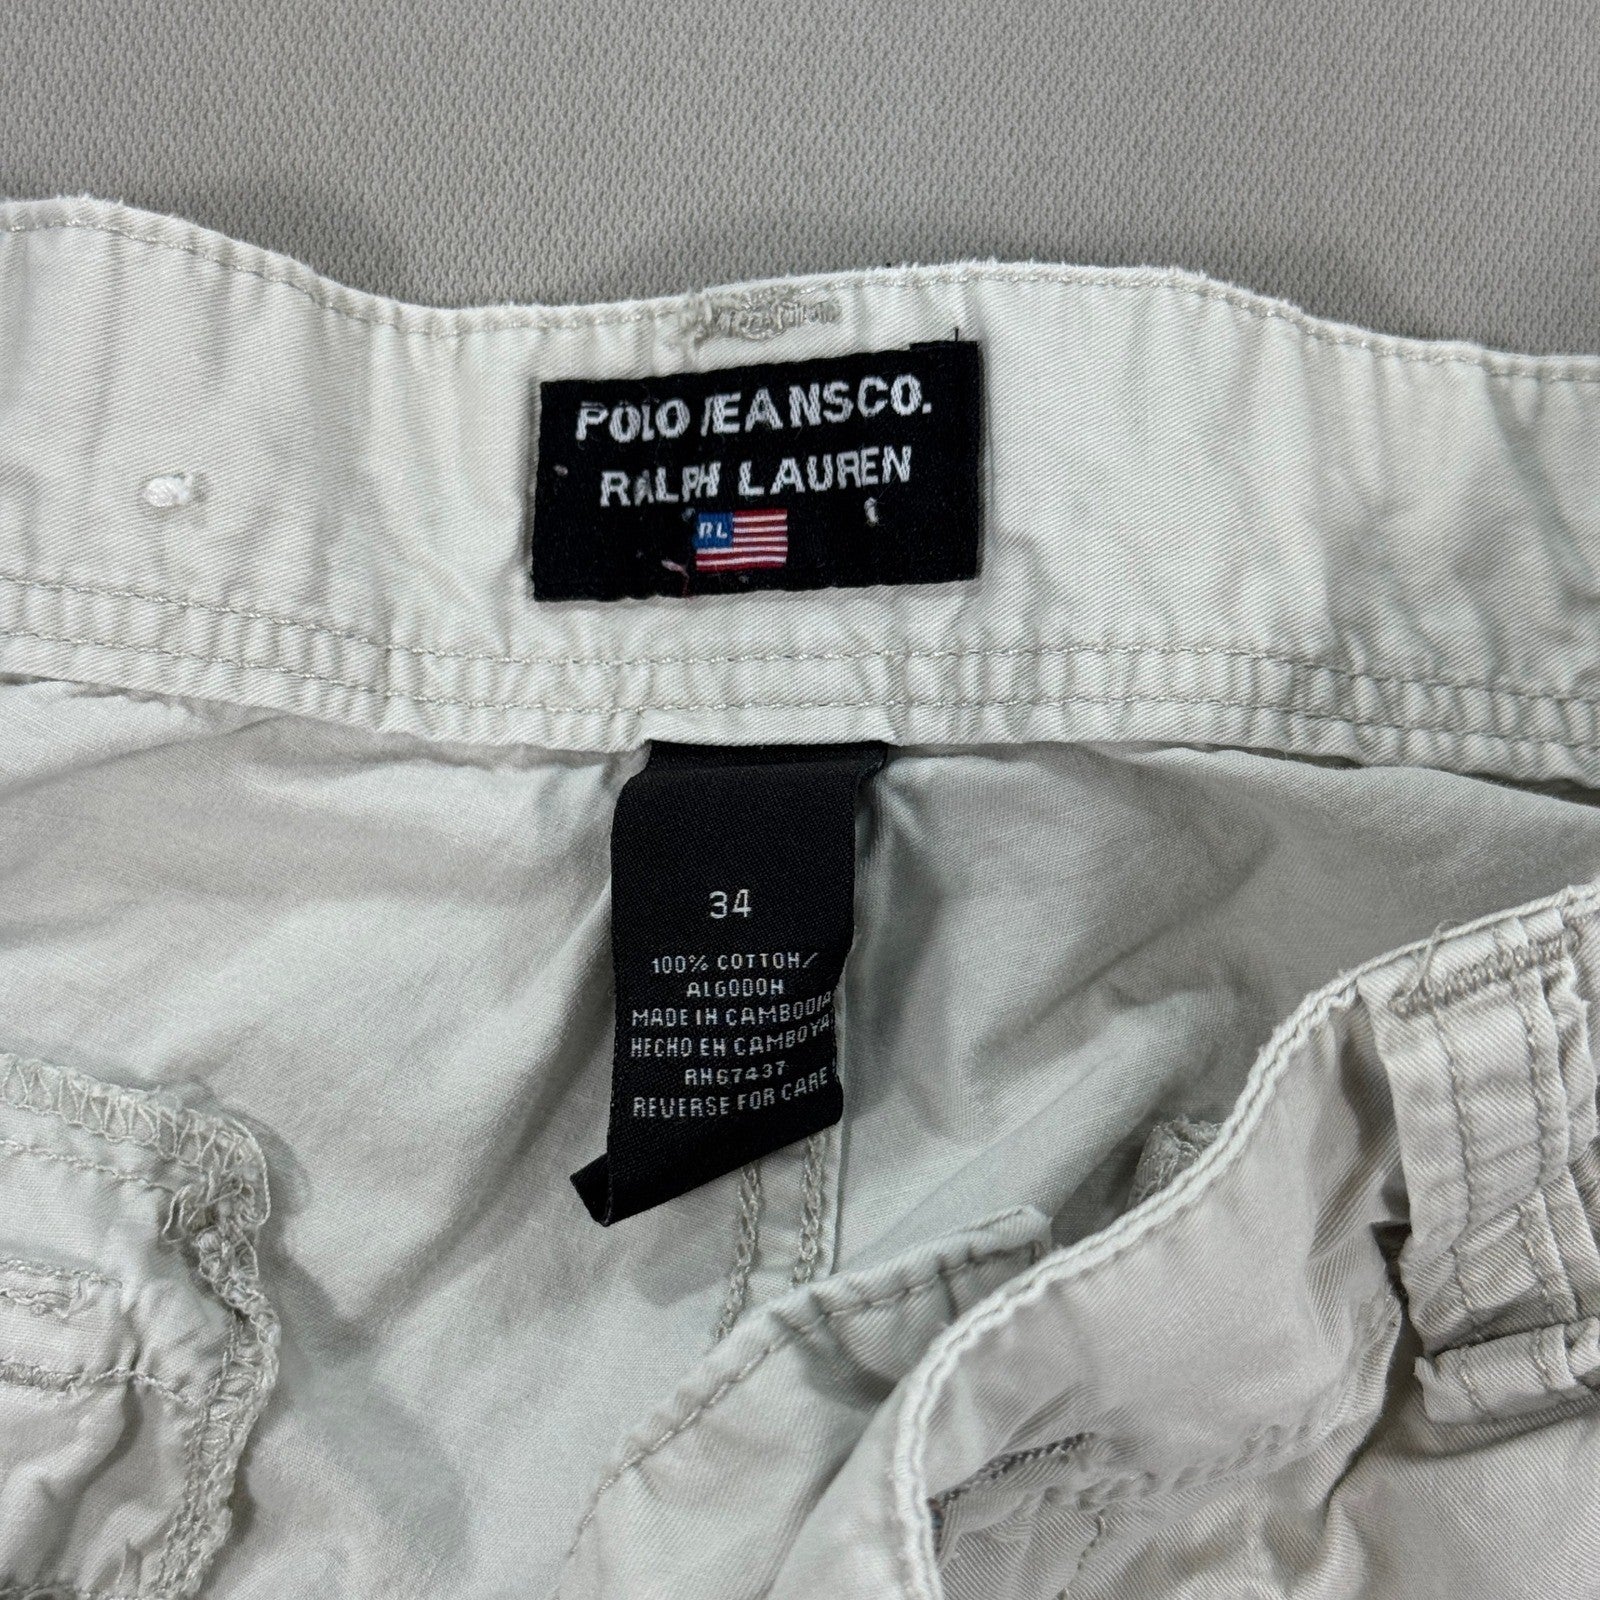 POLO JEANS CO.
RALPH LAUREN
RL
34
100% COTTON/
ALGODON
MADE IN CAMBODIA
HECHO EN CAMBOYA
RN67437
REVERSE FOR CARE